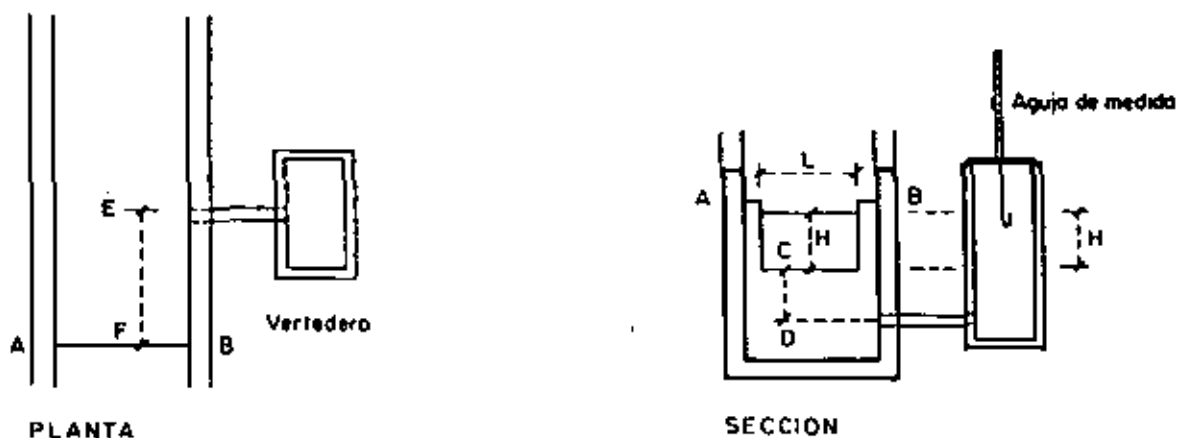 E
F
A
B
Vertedero
PLANTA
Aguja de medida
L
A
B
H
C
H
D
SECCION